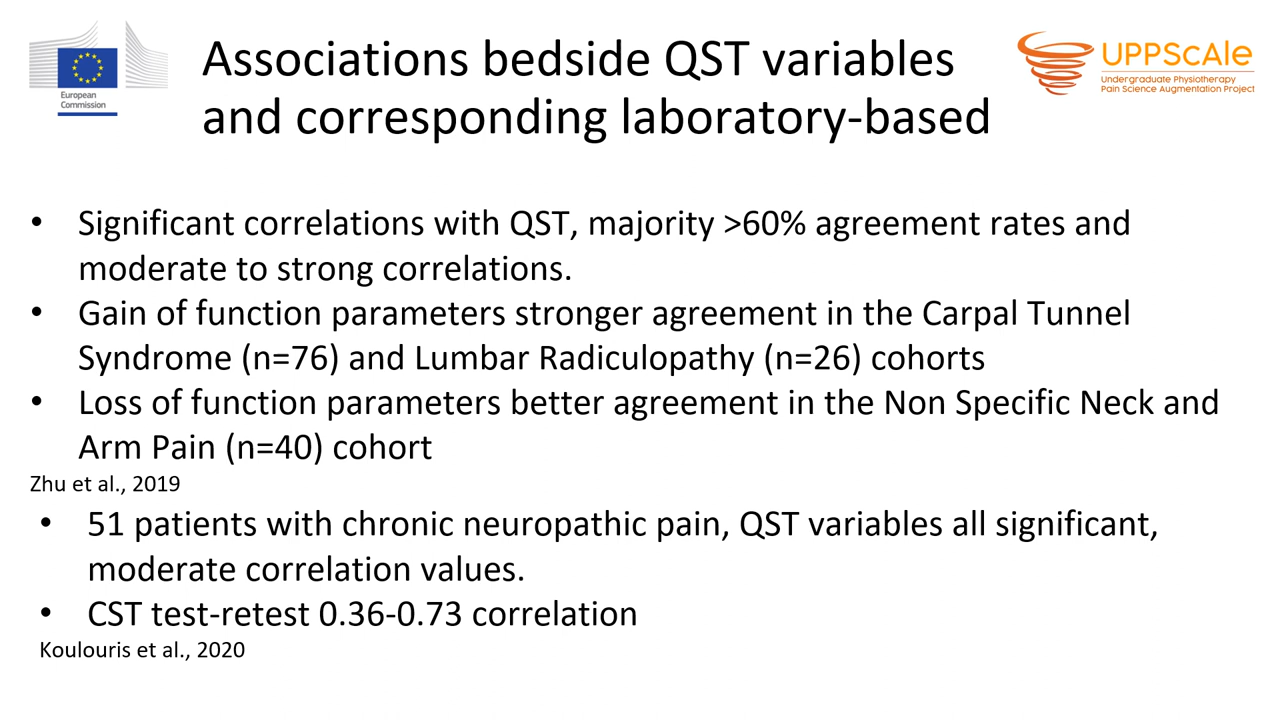 European
Commission
Associations bedside QST variables
and corresponding laboratory-based
UPPScale
Undergraduate Physiotherapy
Pain Science Augmentation Project
• Significant correlations with QST, majority >60% agreement rates and
moderate to strong correlations.
• Gain of function parameters stronger agreement in the Carpal Tunnel
Syndrome (n=76) and Lumbar Radiculopathy (n=26) cohorts
• Loss of function parameters better agreement in the Non Specific Neck and
Arm Pain (n=40) cohort
Zhu et al., 2019
• 51 patients with chronic neuropathic pain, QST variables all significant,
moderate correlation values.
• CST test-retest 0.36-0.73 correlation
Koulouris et al., 2020